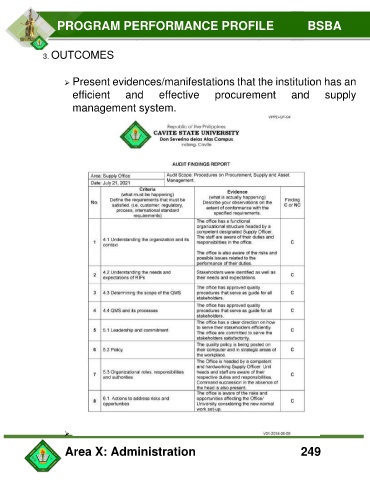 PROGRAM PERFORMANCE PROFILE BSBA
3. OUTCOMES
➢ Present evidences/manifestations that the institution has an
efficient and effective procurement and supply
management system.
Republic of the Philippines
CAVITE STATE UNIVERSITY
Don Severino delas Alas Campus
Indang, Cavite
AUDIT FINDINGS REPORT
Area: Supply Office
Audit Scope: Procedures on Procurement, Supply and Asset
Management
Date: July 21, 2021
No
Criteria
(what must be happening)
Define the requirements that must be
satisfied. (i.e. customer, regulatory,
process, international standard
requirements)
Evidence
(what is actually happening)
Describe your observations on the
extent of conformance with the
specified requirements.
Finding
C or NC
1
4.1 Understanding the organization and its
context
The office has a functional
organizational structure headed by a
competent designated Supply Officer.
The staff are aware of their duties and
responsibilities in the office.
The office is also aware of the risks and
possible issues related to the
performance of their duties.
C
2
4.2 Understanding the needs and
expectations of RIPs
Stakeholders were identified as well as
their needs and expectations.
C
3
4.3 Determining the scope of the QMS
The office has approved quality
procedures that serve as guide for all
stakeholders.
C
4
4.4 QMS and its processes
The office has approved quality
procedures that serve as guide for all
stakeholders.
C
5
5.1 Leadership and commitment
The office has a clear direction on how
to serve their stakeholders efficiently.
The office are committed to serve the
stakeholders satisfactorily.
C
6
5.2 Policy
The quality policy is being posted on
their computer and in strategic areas of
the workplace.
C
7
5.3 Organizational roles, responsibilities
and authorities
The Office is headed by a competent
and hardworking Supply Officer. Unit
heads and staff are aware of their
respective duties and responsibilities.
Command succession in the absence of
the head is also present.
C
8
6.1. Actions to address risks and
opportunities
The office is aware of the risks and
opportunities affecting the Office/
University considering the new normal
work set-up.
C
Area X: Administration 249